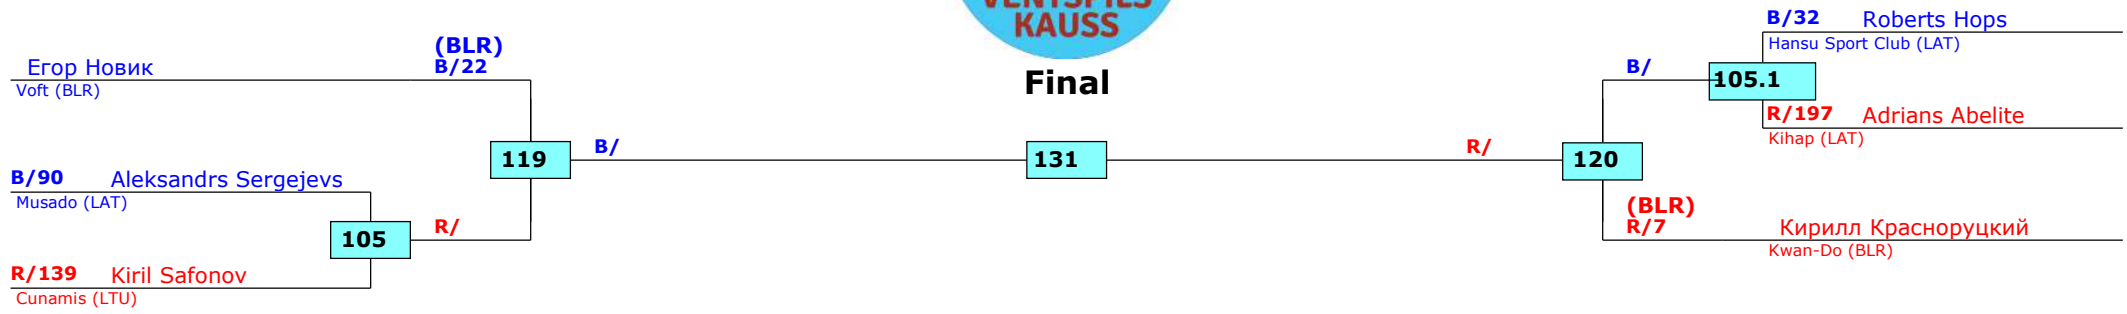 VENTSPILS
KAUSS
Final
(BLR)
Егор Новик
B/22
Voft (BLR)
119
B/
B/90 Aleksandrs Sergejevs
Musado (LAT)
105
R/
R/139 Kiril Safonov
Cunamis (LTU)
131
B/32 Roberts Hops
Hansu Sport Club (LAT)
B/
105.1
R/197 Adrians Abelite
Kihap (LAT)
R/
120
(BLR)
R/7 Кирилл Красноруцкий
Kwan-Do (BLR)